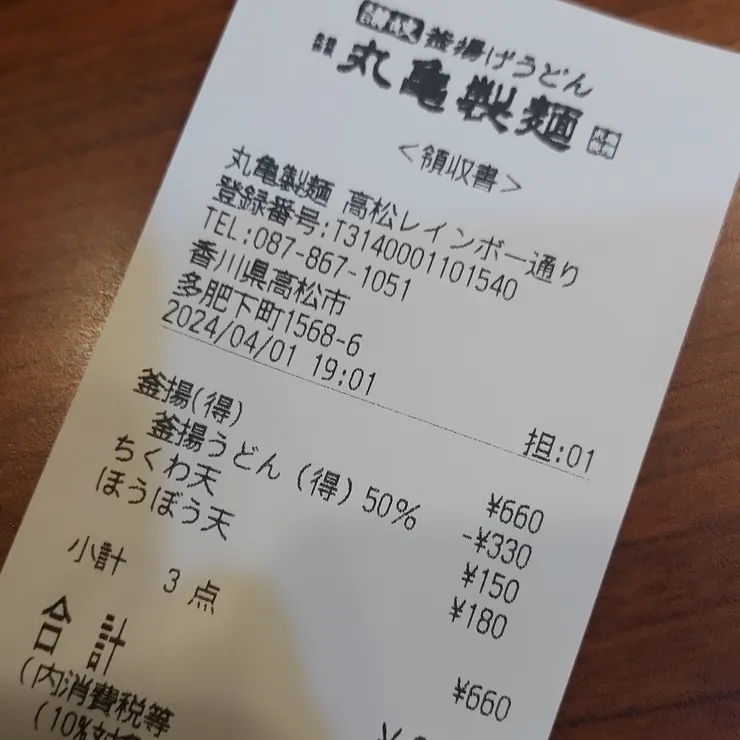 釜揚げうどん
丸亀製麺
<領収書>
丸亀製麺 高松レインボー通り
登録番号:T3140001101540
TEL:087-867-1051
香川県高松市
多肥下町1568-6
2024/04/01 19:01
担:01
釜揚(得) ¥660
釜揚うどん (得) 50% -¥330
ちくわ天 ¥150
ほうぼう天 ¥180
小計 3点 ¥660
合計
(内消費税等
(10%対象